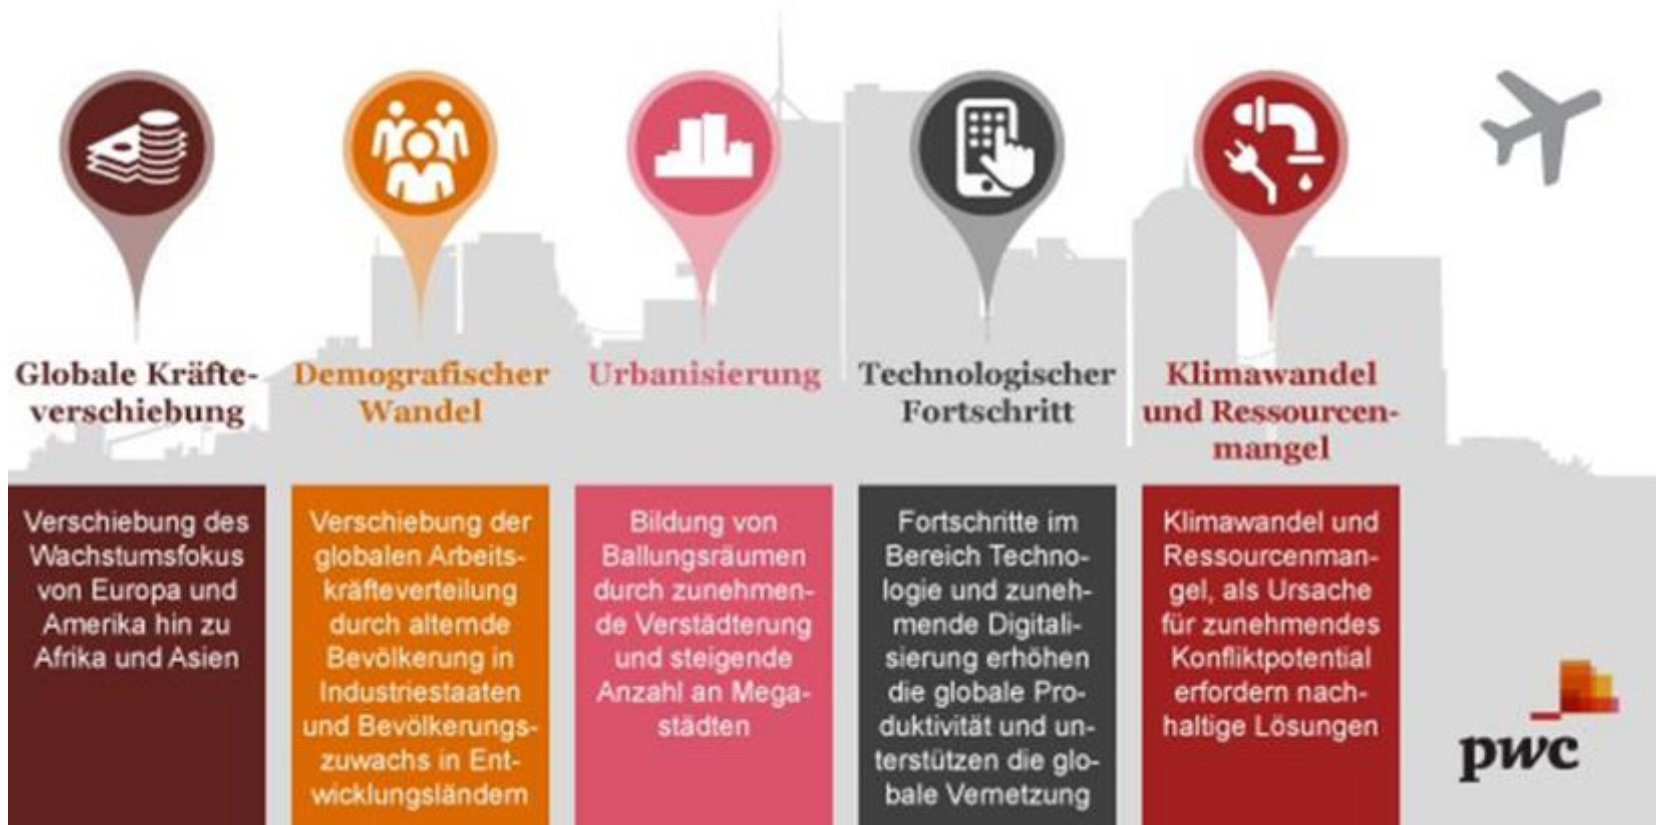 Globale Kräfte-
verschiebung
Verschiebung des
Wachstumsfokus
von Europa und
Amerika hin zu
Afrika und Asien
Demografischer
Wandel
Verschiebung der
globalen Arbeits-
kräfteverteilung
durch alternde
Bevölkerung in
Industriestaaten
und Bevölkerungs-
zuwachs in Ent-
wicklungsländern
Urbanisierung
Bildung von
Ballungsräumen
durch zunehmen-
de Verstädterung
und steigende
Anzahl an Mega-
städten
Technologischer
Fortschritt
Fortschritte im
Bereich Techno-
logie und zuneh-
mende Digitali-
sierung erhöhen
die globale Pro-
duktivität und un-
terstützen die glo-
bale Vernetzung
Klimawandel
und Ressourcen-
mangel
Klimawandel und
Ressourcenman-
gel, als Ursache
für zunehmendes
Konfliktpotential
erfordern nach-
haltige Lösungen
pwc